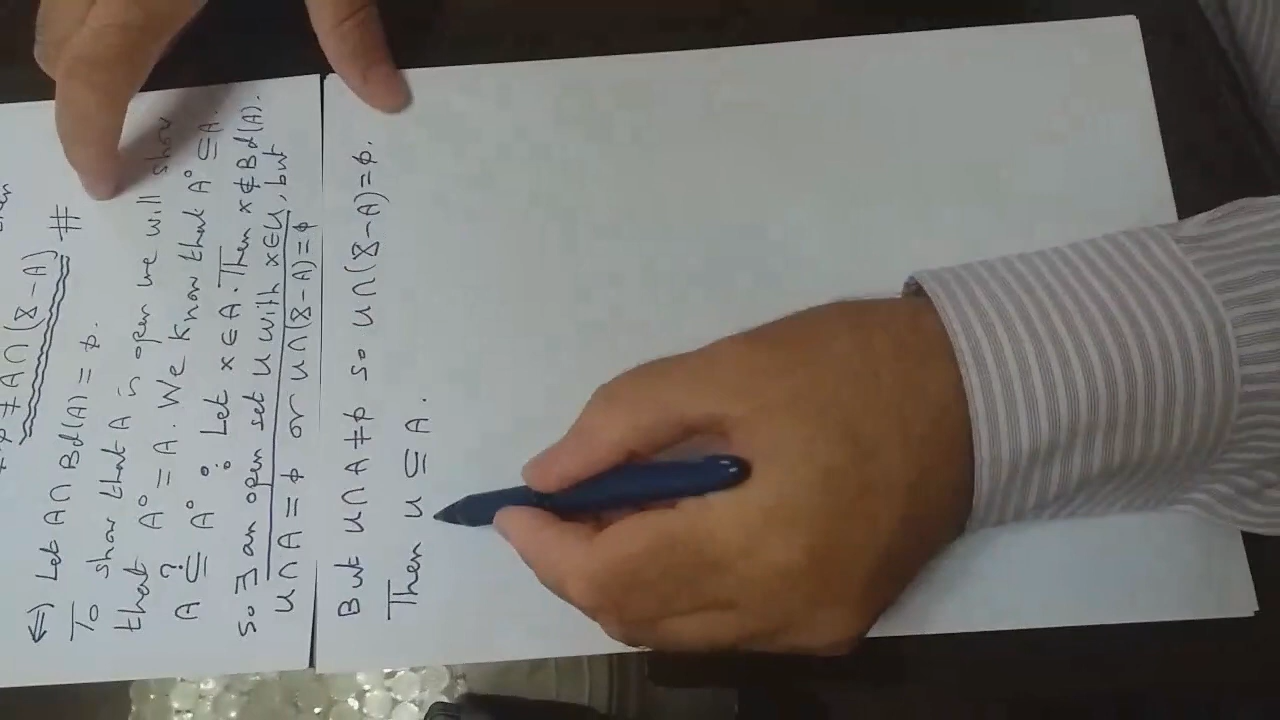 ≠ A∩(X-A)
⇐) Let A∩Bd(A) = φ. #
To show that A is open we will show
that A° = A. We know that A° ⊆ A.
A ⊆? A° : Let x∈A. Then x∉Bd(A).
so ∃ an open set U with x∈U, but
U∩A = φ or U∩(X-A) = φ
But U∩A ≠ φ so U∩(X-A) = φ.
Then U ⊆ A.